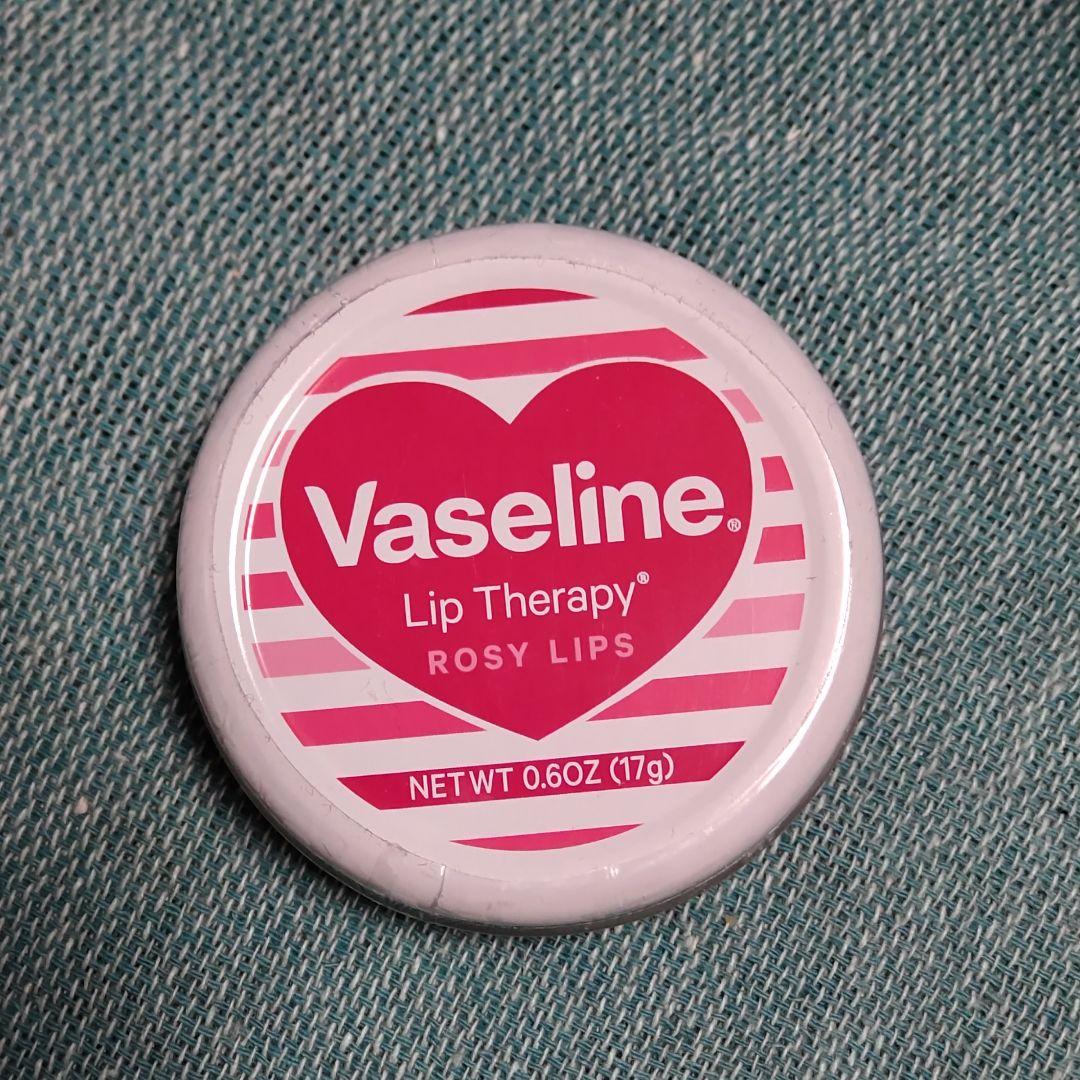 Vaseline®
Lip Therapy®
ROSY LIPS
NET WT 0.6OZ (17g)